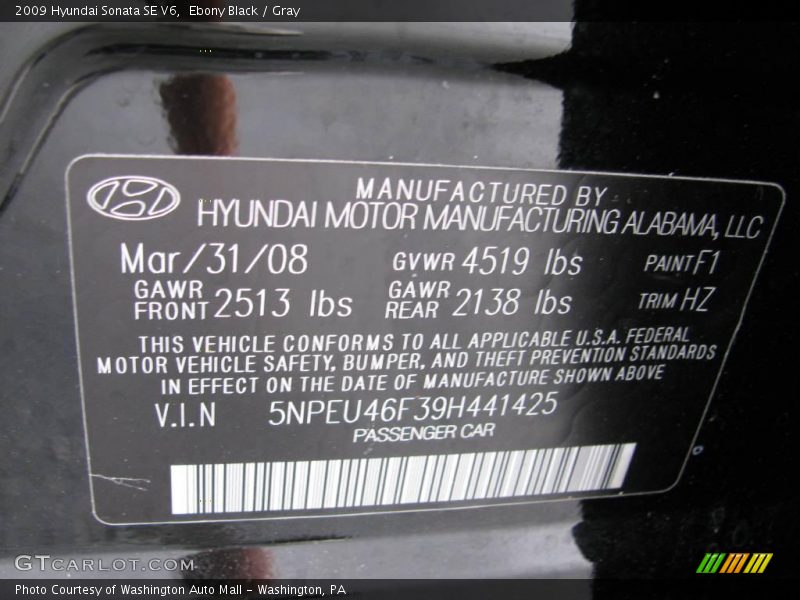 2009 Hyundai Sonata SE V6,  Ebony Black / Gray
MANUFACTURED BY
HYUNDAI MOTOR MANUFACTURING ALABAMA, LLC
Mar/31/08 GVWR 4519 lbs PAINT F1
GAWR FRONT 2513 lbs GAWR REAR 2138 lbs TRIM HZ
THIS VEHICLE CONFORMS TO ALL APPLICABLE U.S.A. FEDERAL
MOTOR VEHICLE SAFETY, BUMPER, AND THEFT PREVENTION STANDARDS
IN EFFECT ON THE DATE OF MANUFACTURE SHOWN ABOVE
V.I.N 5NPEU46F39H441425
PASSENGER CAR
GTCARLOT.COM
Photo Courtesy of Washington Auto Mall - Washington, PA